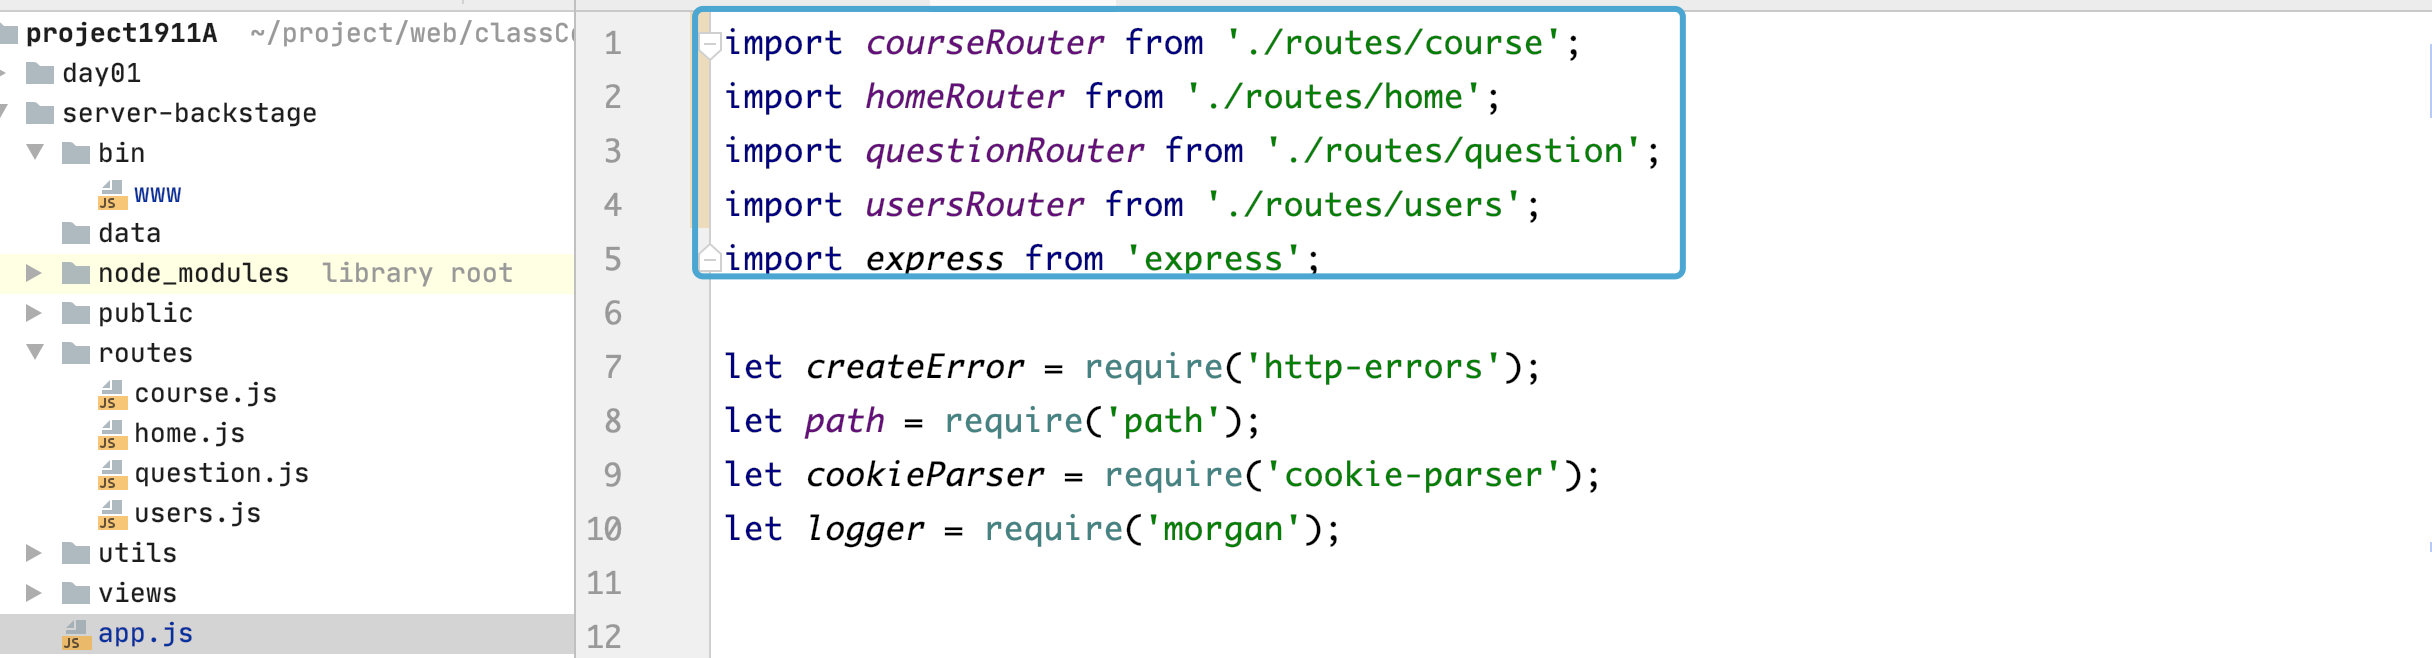 project1911A ~/project/web/classC
day01
server-backstage
bin
www
data
node_modules library root
public
routes
course.js
home.js
question.js
users.js
utils
views
app.js
1 import courseRouter from './routes/course';
2 import homeRouter from './routes/home';
3 import questionRouter from './routes/question';
4 import usersRouter from './routes/users';
5 import express from 'express';
6
7 let createError = require('http-errors');
8 let path = require('path');
9 let cookieParser = require('cookie-parser');
10 let logger = require('morgan');
11
12